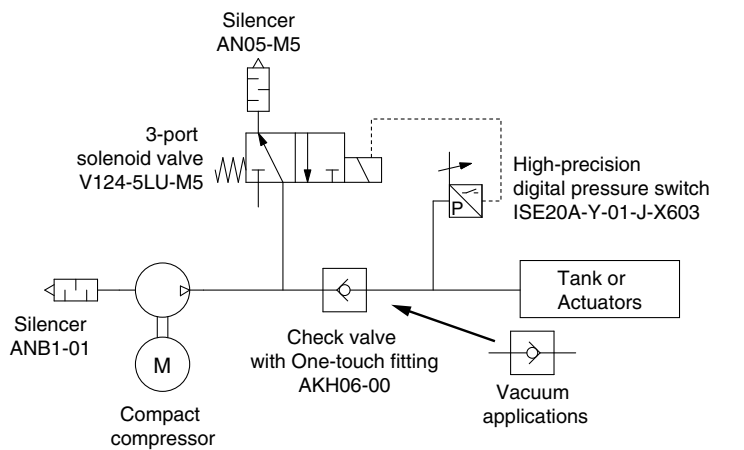 Silencer
AN05-M5
3-port
solenoid valve
V124-5LU-M5
High-precision
digital pressure switch
ISE20A-Y-01-J-X603
P
Tank or
Actuators
Silencer
ANB1-01
M
Compact
compressor
Check valve
with One-touch fitting
AKH06-00
Vacuum
applications